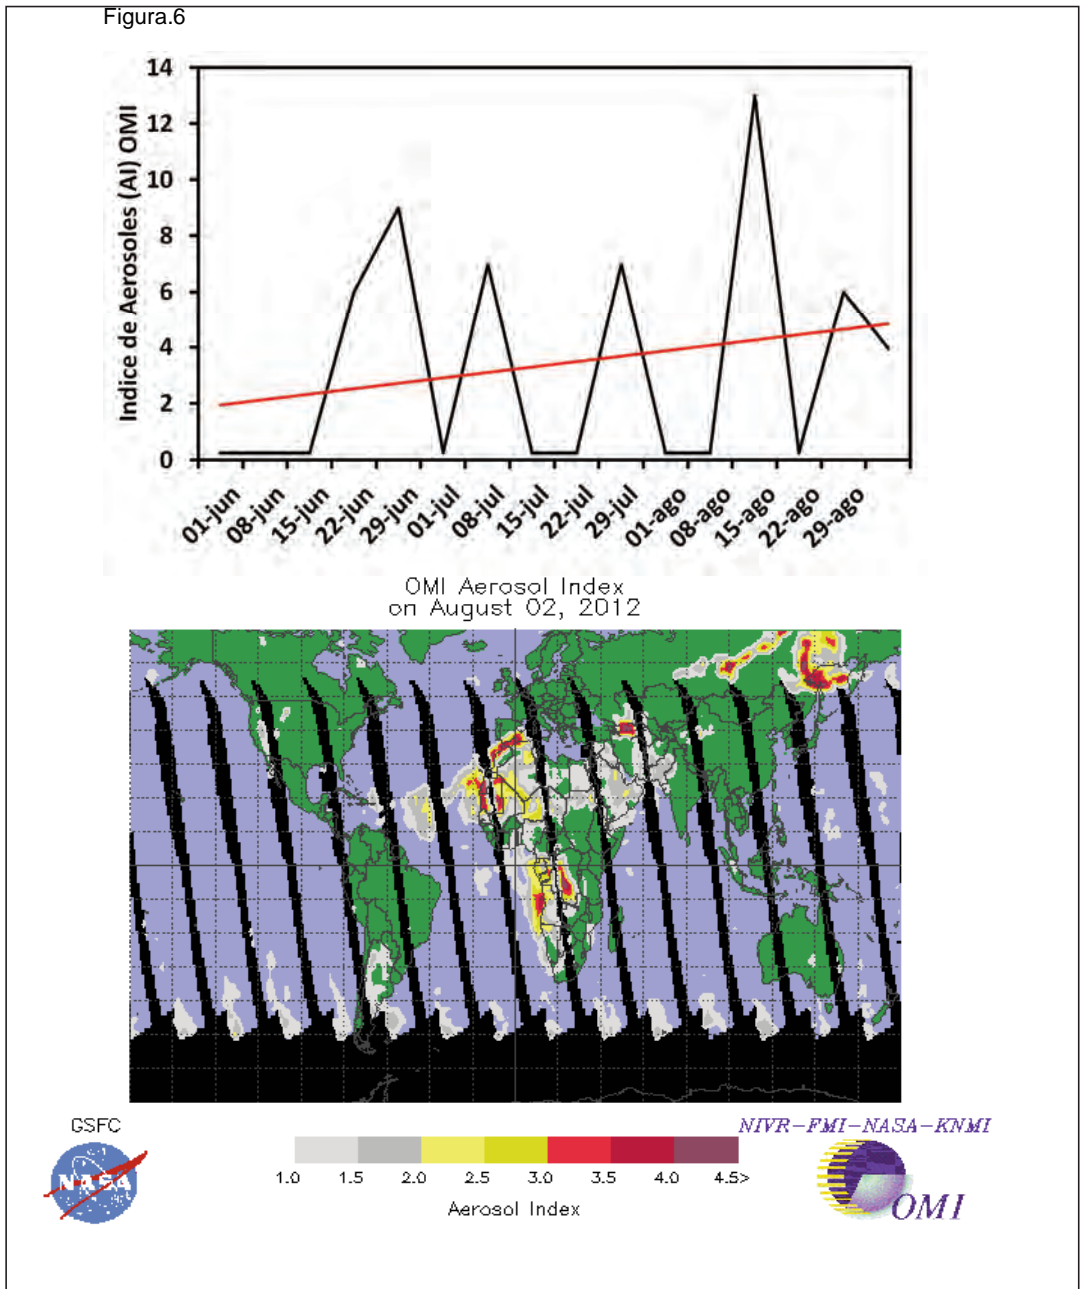 Figura.6
14
12
10
8
6
4
2
0
Indice de Aerosoles (AI) OMI
01-jun
08-jun
15-jun
22-jun
29-jun
01-jul
08-jul
15-jul
22-jul
29-jul
01-ago
08-ago
15-ago
22-ago
29-ago
OMI Aerosol Index
on August 02, 2012
GSFC
NASA
1.0 1.5 2.0 2.5 3.0 3.5 4.0 4.5>
Aerosol Index
NIVR-FMI-NASA-KNMI
OMI